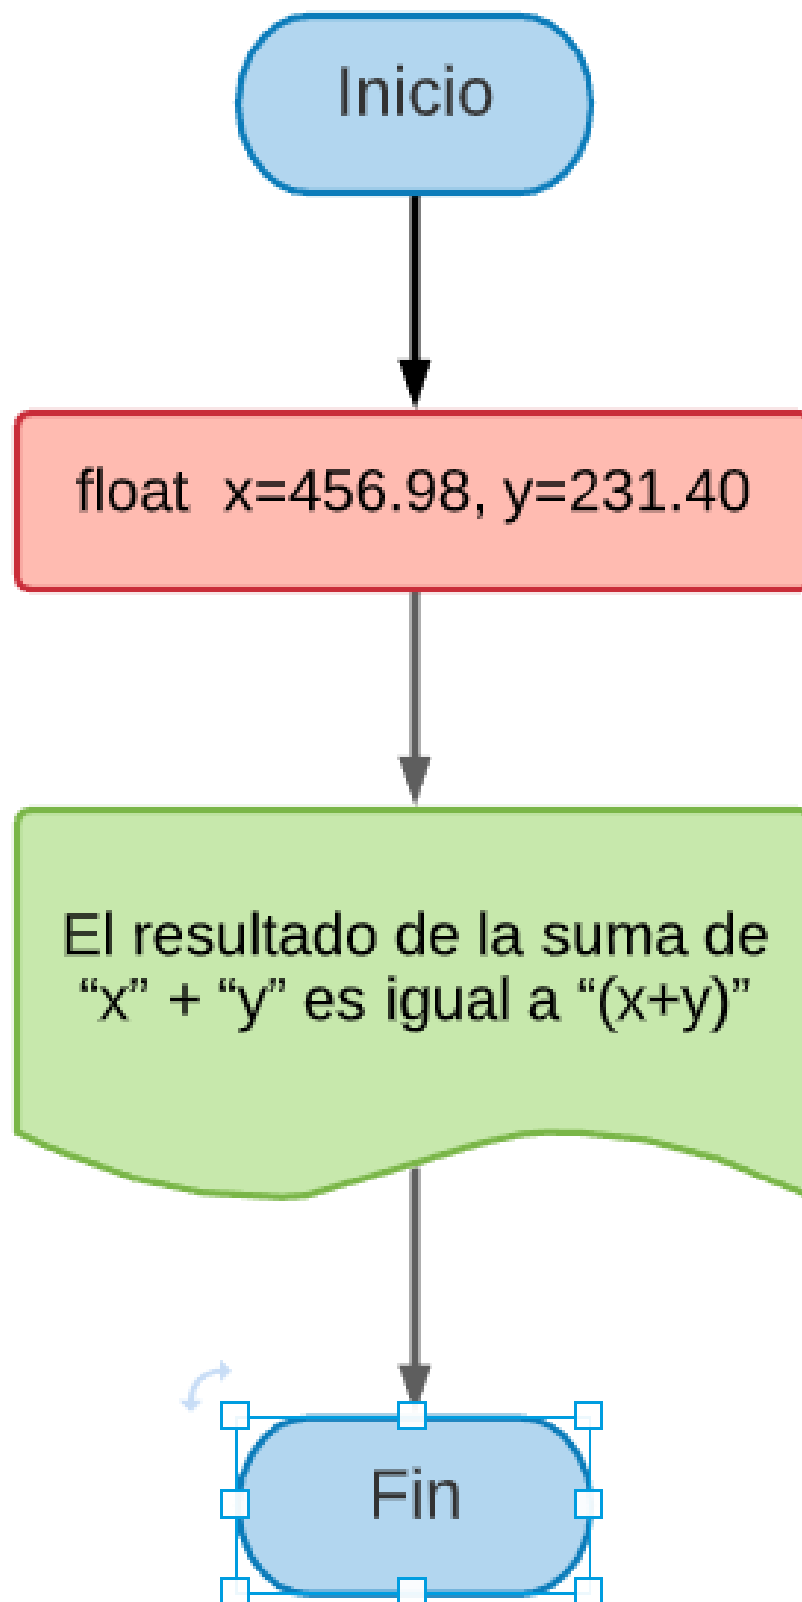 Inicio
float  x=456.98, y=231.40
El resultado de la suma de
“x” + “y” es igual a “(x+y)”
Fin